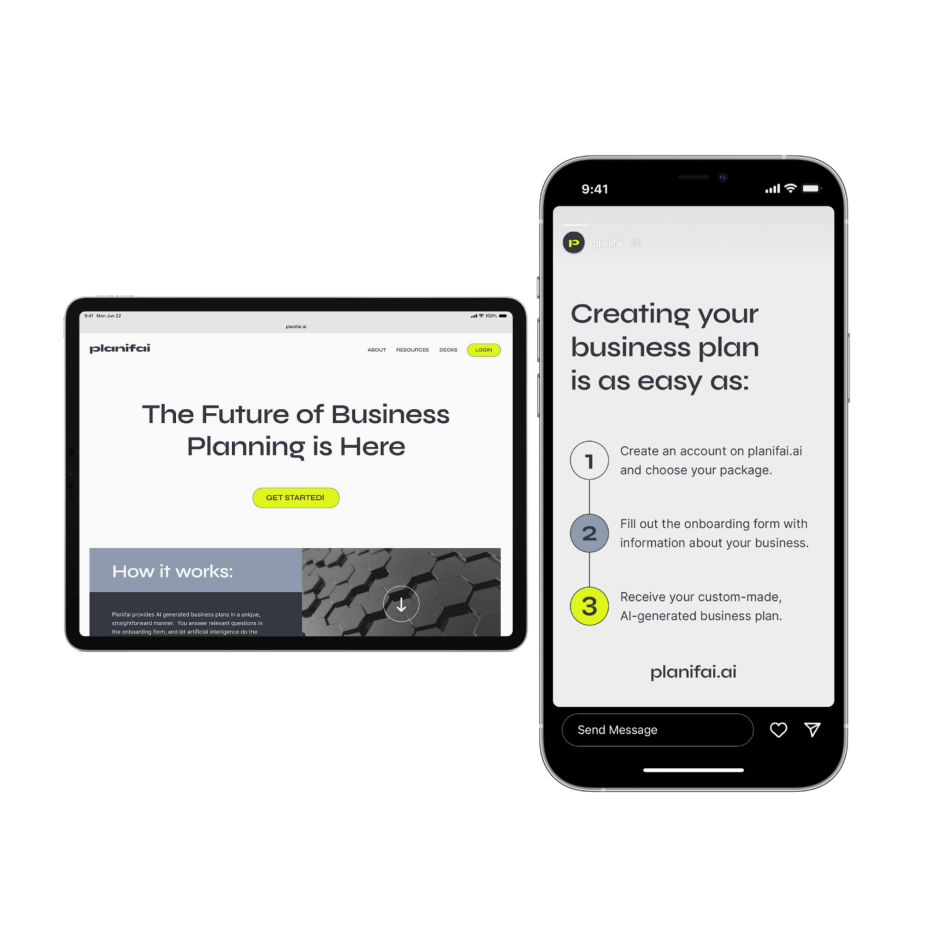 9:41 Mon Jun 22
100%
planifai.ai
planifai
ABOUT RESOURCES DECKS LOGIN
The Future of Business
Planning is Here
GET STARTED!
How it works:
Planifai provides AI generated business plans in a unique,
straightforward manner. You answer relevant questions in
the onboarding form, and let artificial intelligence do the
9:41
P
planifai
Creating your
business plan
is as easy as:
1
Create an account on planifai.ai
and choose your package.
2
Fill out the onboarding form with
information about your business.
3
Receive your custom-made,
AI-generated business plan.
planifai.ai
Send Message